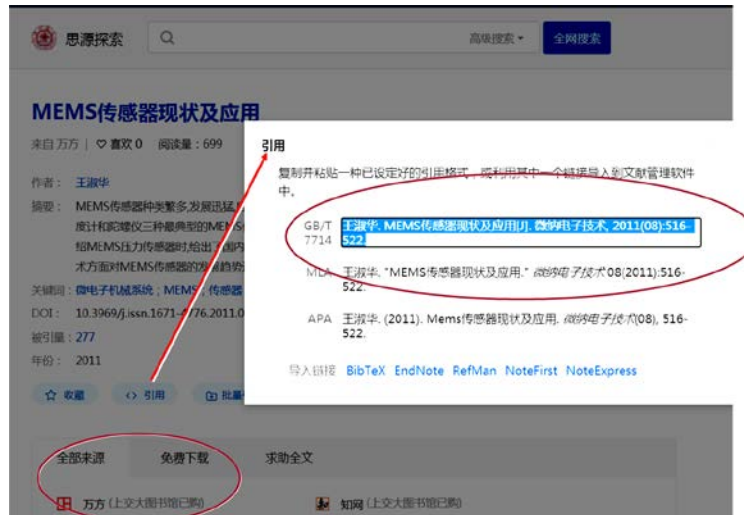 思源探索
高级搜索
全网搜索
MEMS传感器现状及应用
来自 万方 | 喜欢 0 阅读量：699
作者： 王淑华
摘要： MEMS传感器种类繁多,发展迅猛,
度计和陀螺仪三种最典型的MEMS
绍MEMS压力传感器时,给出了国内
术方面对MEMS传感器的发展趋势
关键词：微电子机械系统；MEMS；传感器
DOI： 10.3969/j.issn.1671-4776.2011.0
被引量：277
年份： 2011
收藏 <> 引用 批量
全部来源 免费下载 求助全文
万方 (上交大图书馆已购) 知网 (上交大图书馆已购)
引用
复制并粘贴一种已设定好的引用格式，或利用其中一个链接导入到文献管理软件
中。
GB/T 7714 王淑华. MEMS传感器现状及应用[J]. 微纳电子技术, 2011(08):516-
522.
MLA 王淑华. "MEMS传感器现状及应用." 微纳电子技术 08(2011):516-
522.
APA 王淑华. (2011). Mems传感器现状及应用. 微纳电子技术(08), 516-
522.
导入链接 BibTeX EndNote RefMan NoteFirst NoteExpress